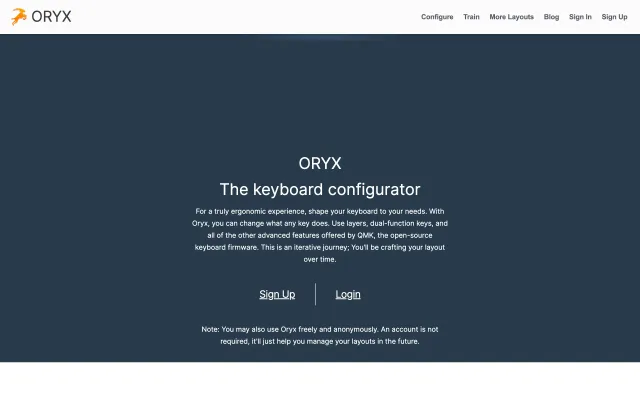 ORYX
Configure
Train
More Layouts
Blog
Sign In
Sign Up
ORYX
The keyboard configurator
For a truly ergonomic experience, shape your keyboard to your needs. With
Oryx, you can change what any key does. Use layers, dual-function keys, and
all of the other advanced features offered by QMK, the open-source
keyboard firmware. This is an iterative journey; You'll be crafting your layout
over time.
Sign Up
Login
Note: You may also use Oryx freely and anonymously. An account is not
required, it'll just help you manage your layouts in the future.